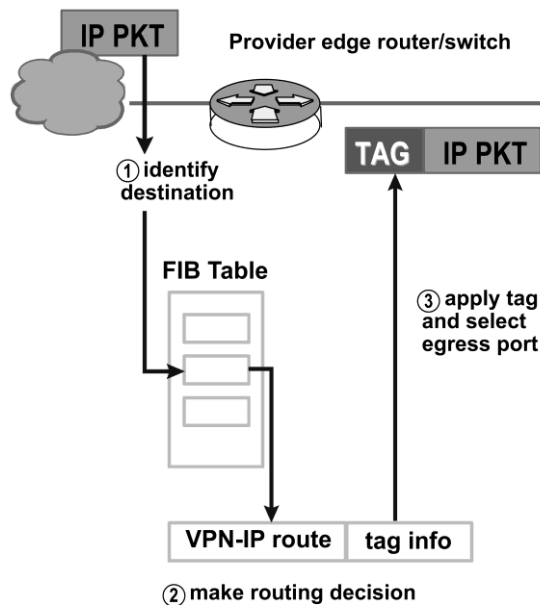 IP PKT
Provider edge router/switch
TAG IP PKT
① identify
destination
FIB Table
③ apply tag
and select
egress port
VPN-IP route tag info
② make routing decision